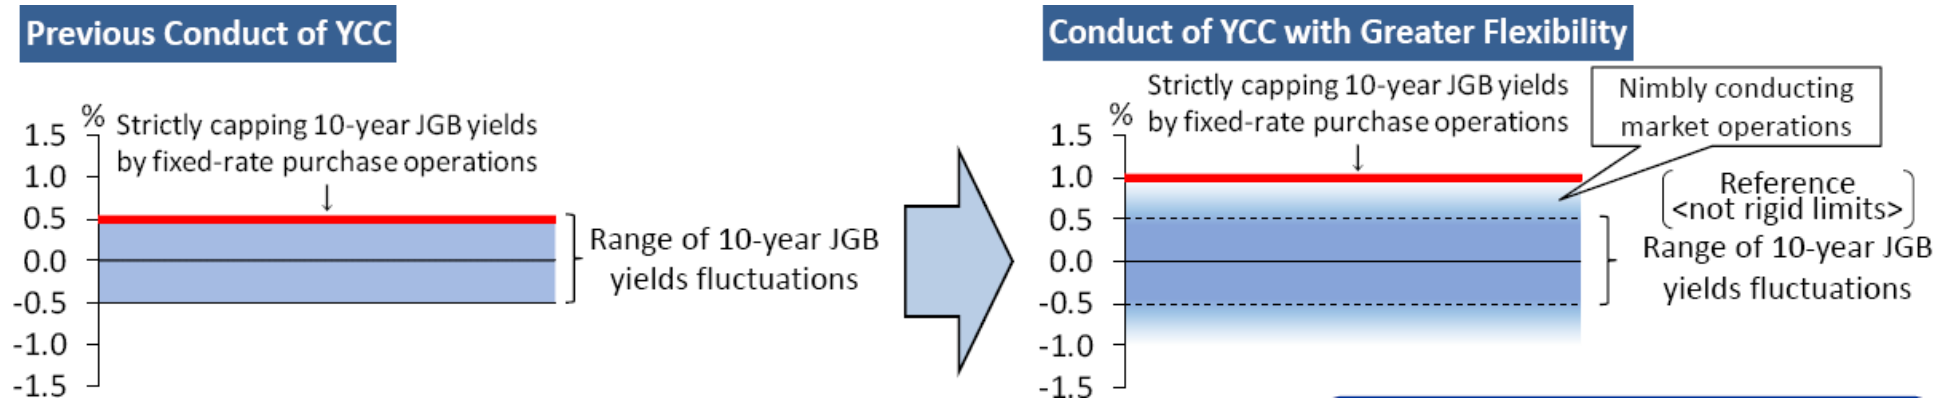 Previous Conduct of YCC
%
Strictly capping 10-year JGB yields
by fixed-rate purchase operations
↓
1.5
1.0
0.5
0.0
-0.5
-1.0
-1.5
Range of 10-year JGB
yields fluctuations
Conduct of YCC with Greater Flexibility
%
Strictly capping 10-year JGB yields
by fixed-rate purchase operations
↓
Nimbly conducting
market operations
1.5
1.0
0.5
0.0
-0.5
-1.0
-1.5
Reference
<not rigid limits>
Range of 10-year JGB
yields fluctuations